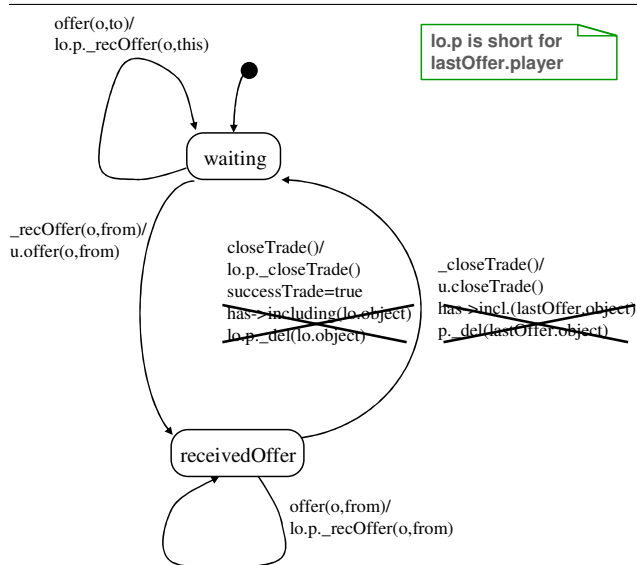 offer(o,to)/
lo.p._recOffer(o,this)
lo.p is short for
lastOffer.player
waiting
_recOffer(o,from)/
u.offer(o,from)
closeTrade()/
lo.p._closeTrade()
successTrade=true
has->including(lo.object)
lo.p._del(lo.object)
_closeTrade()/
u.closeTrade()
has->incl.(lastOffer.object)
p._del(lastOffer.object)
receivedOffer
offer(o,from)/
lo.p._recOffer(o,from)